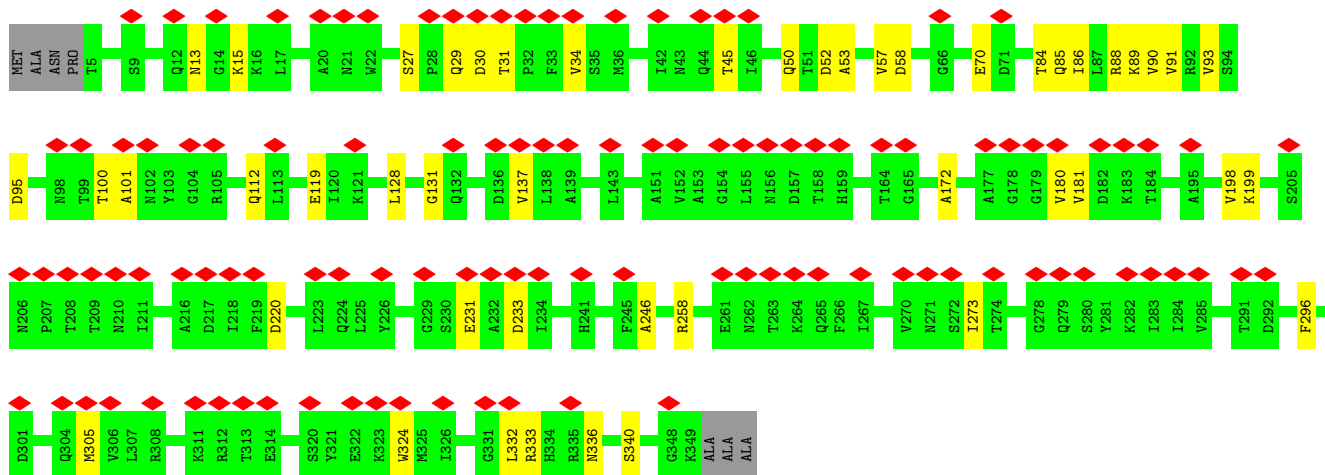 MET ALA ASN PRO T5 S9 Q12 N13 G14 K15 K16 L17 A20 N21 W22 S27 P28 Q29 D30 T31 P32 F33 V34 S35 M36 I42 N43 Q44 T45 I46 Q50 T51 D52 A53 V57 D58 G66 E70 D71 T84 Q85 I86 L87 R88 K89 V90 V91 R92 V93 S94
D95 N98 T99 T100 A101 N102 Y103 G104 R105 Q112 L113 E119 I120 K121 L128 G131 Q132 D136 V137 L138 A139 L143 A151 V152 A153 G154 L155 N156 D157 T158 H159 T164 G165 A172 A177 G178 G179 V180 V181 D182 K183 T184 A195 V198 K199 S205
N206 P207 T208 T209 N210 I211 A216 D217 I218 F219 D220 L223 Q224 L225 Y226 G229 S230 E231 A232 D233 I234 H241 F245 A246 R258 E261 N262 T263 K264 Q265 F266 I267 V270 N271 S272 I273 T274 G278 Q279 S280 Y281 K282 I283 I284 V285 T291 D292 F296
D301 Q304 M305 V306 L307 R308 K311 R312 T313 E314 S320 Y321 E322 K323 W324 M325 I326 G331 L332 R333 H334 R335 N336 S340 G348 K349 ALA ALA ALA